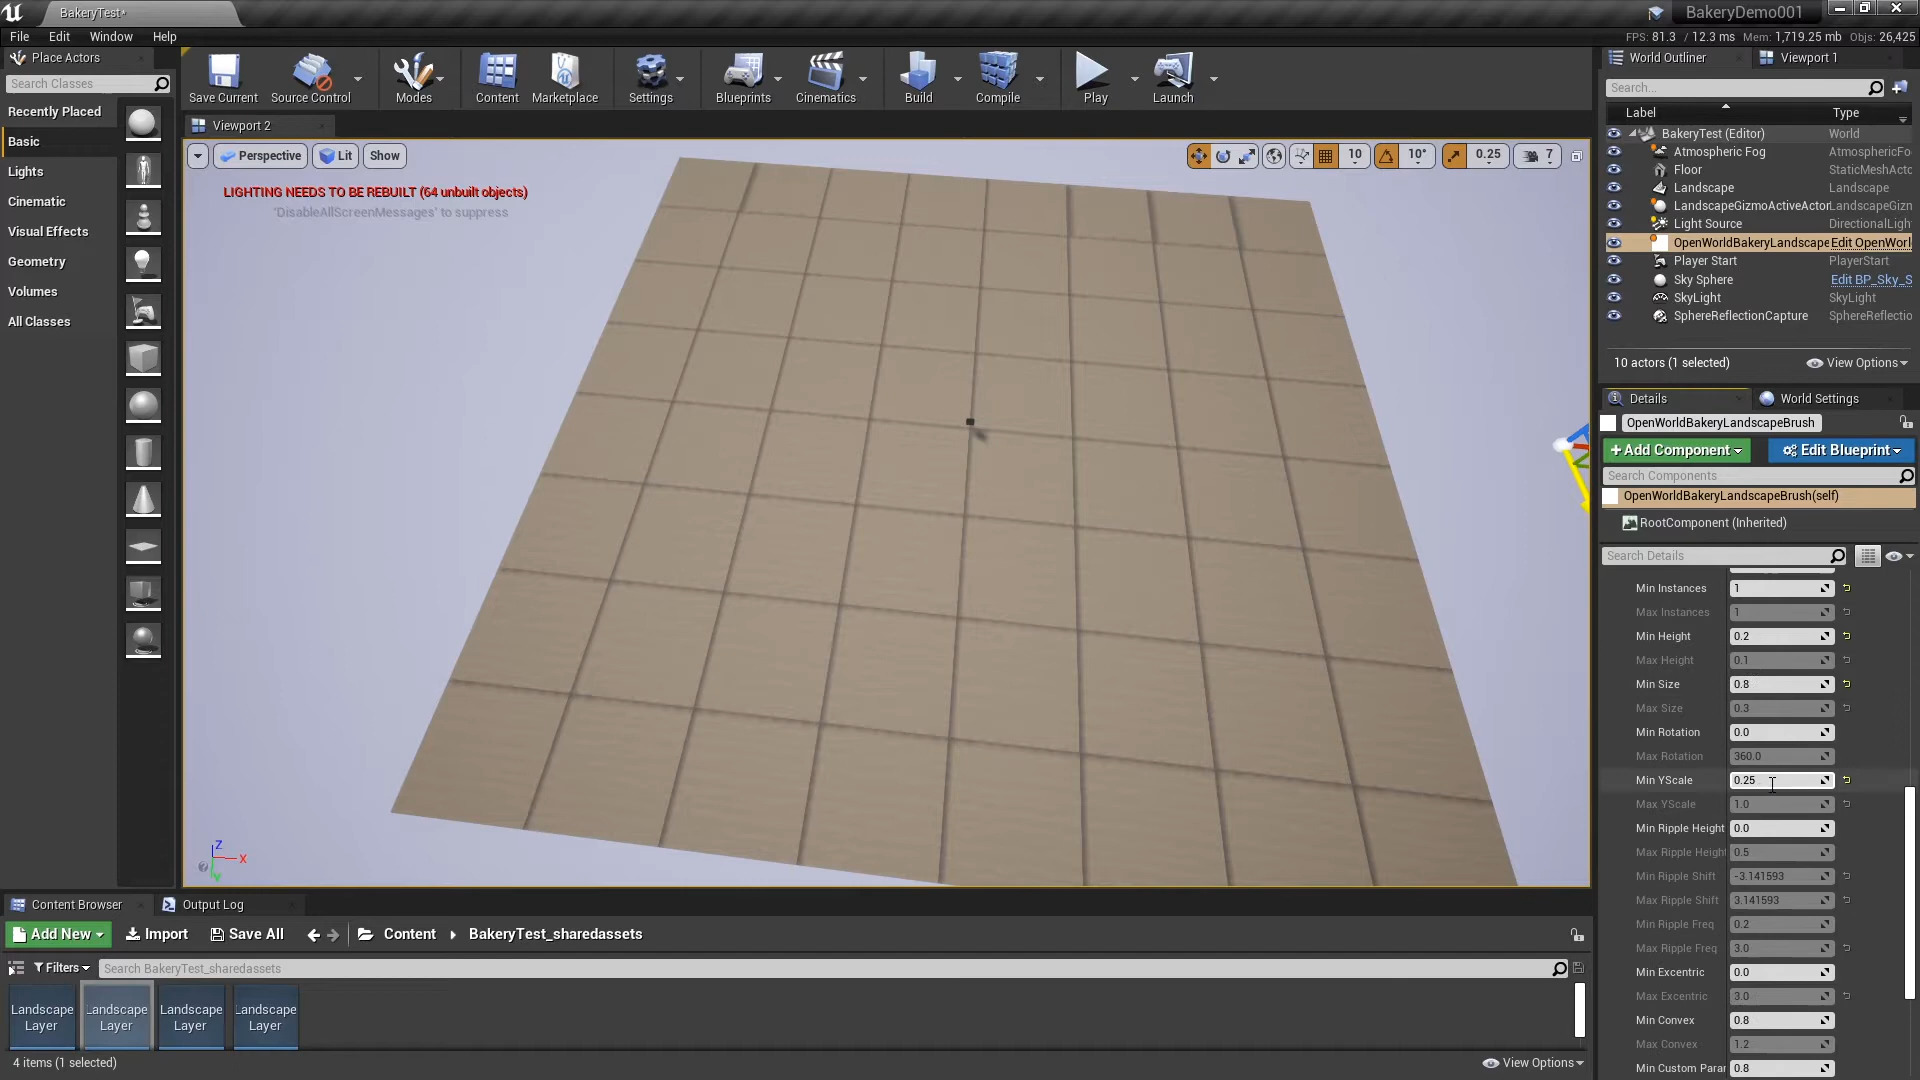 BakeryTest*
BakeryDemo001
File Edit Window Help
FPS: 81.3 / 12.3 ms Mem: 1,719.25 mb Objs: 26,425
Place Actors
Search Classes
Recently Placed
Basic
Lights
Cinematic
Visual Effects
Geometry
Volumes
All Classes
Save Current
Source Control
Modes
Content
Marketplace
Settings
Blueprints
Cinematics
Build
Compile
Play
Launch
Viewport 2
Perspective Lit Show
10 10° 0.25 7
LIGHTING NEEDS TO BE REBUILT (64 unbuilt objects)
'DisableAllScreenMessages' to suppress
Z
X
Y
World Outliner Viewport 1
Search...
Label Type
BakeryTest (Editor) World
Atmospheric Fog AtmosphericFo
Floor StaticMeshActo
Landscape Landscape
LandscapeGizmoActiveActor LandscapeGizn
Light Source DirectionalLigh
OpenWorldBakeryLandscape Edit OpenWorl
Player Start PlayerStart
Sky Sphere Edit BP_Sky_S
SkyLight SkyLight
SphereReflectionCapture SphereReflectio
10 actors (1 selected) View Options
Details World Settings
OpenWorldBakeryLandscapeBrush
+ Add Component Edit Blueprint
Search Components
OpenWorldBakeryLandscapeBrush(self)
RootComponent (Inherited)
Search Details
Min Instances 1
Max Instances 1
Min Height 0.2
Max Height 0.1
Min Size 0.8
Max Size 0.3
Min Rotation 0.0
Max Rotation 360.0
Min YScale 0.25
Max YScale 1.0
Min Ripple Height 0.0
Max Ripple Height 0.5
Min Ripple Shift -3.141593
Max Ripple Shift 3.141593
Min Ripple Freq 0.2
Max Ripple Freq 3.0
Min Excentric 0.0
Max Excentric 3.0
Min Convex 0.8
Max Convex 1.2
Min Custom Parar 0.8
Content Browser Output Log
Add New Import Save All Content BakeryTest_sharedassets
Filters Search BakeryTest_sharedassets
Landscape Layer
Landscape Layer
Landscape Layer
Landscape Layer
4 items (1 selected) View Options